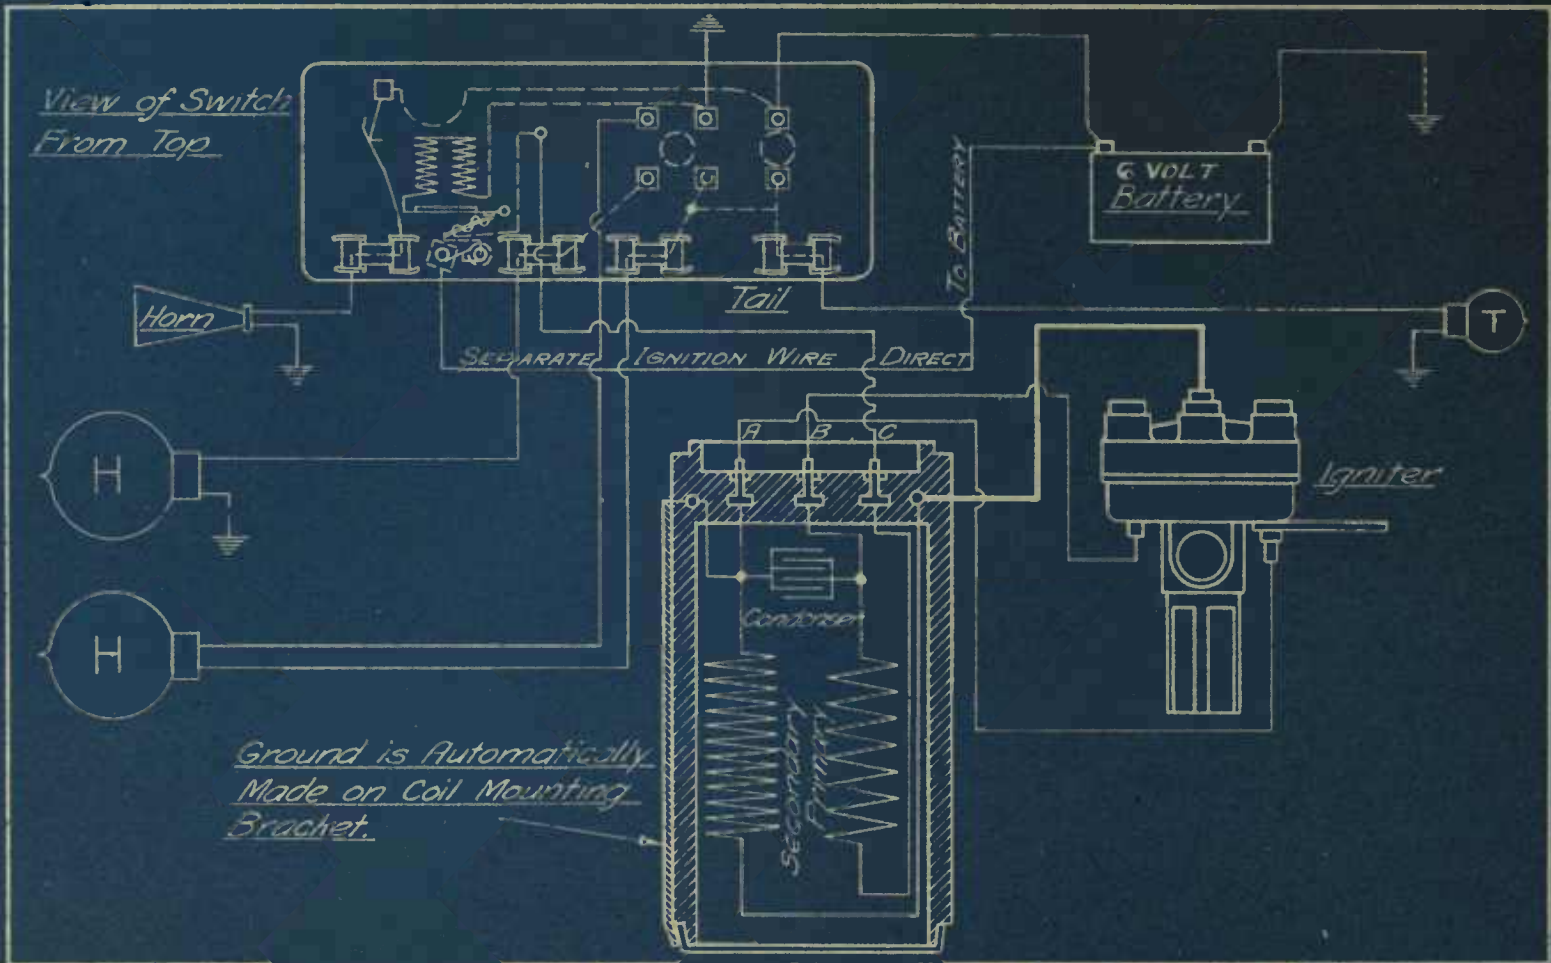 View of Switch
From Top
6 VOLT
Battery
TO BATTERY
Tail
Horn
T
SEPARATE IGNITION WIRE DIRECT
A B C
H
Igniter
Condenser
H
SECONDARY
PRIMARY
Ground is Automatically
Made on Coil Mounting
Bracket.